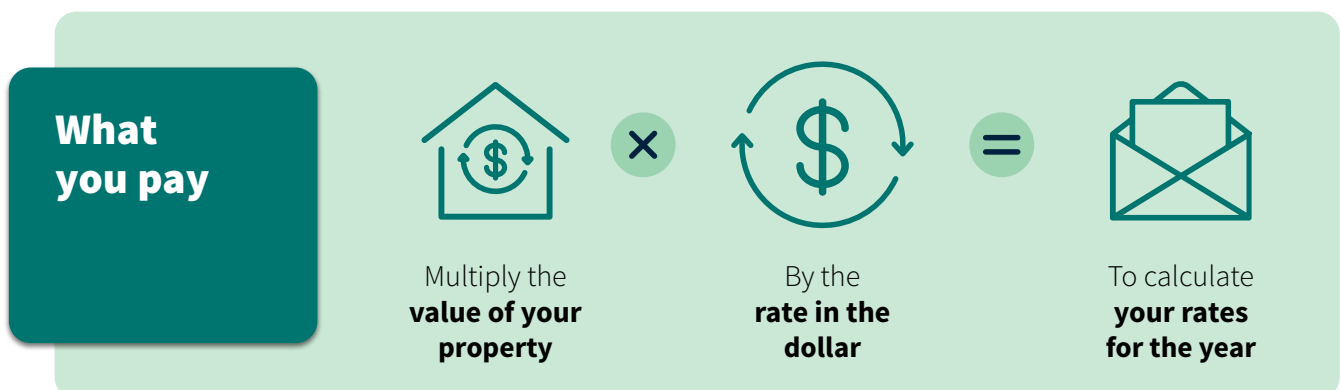 What
you pay
Multiply the
value of your
property
×
By the
rate in the
dollar
=
To calculate
your rates
for the year